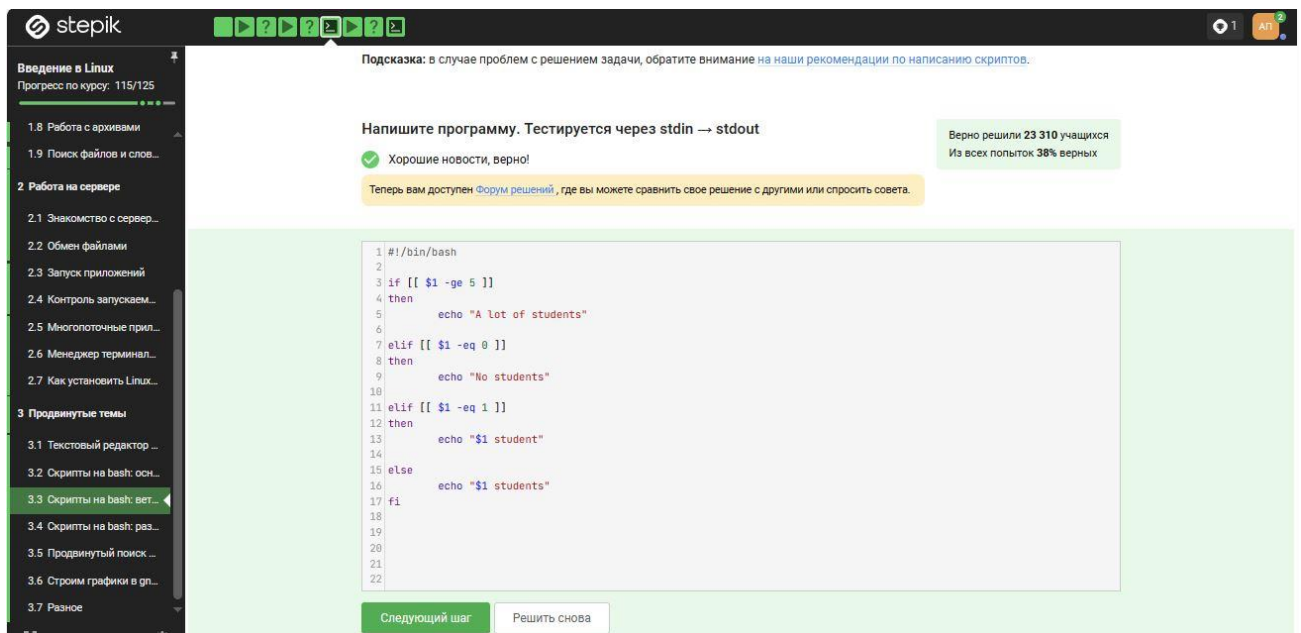 stepik
1
АП
2
Введение в Linux
Прогресс по курсу: 115/125
1.8 Работа с архивами
1.9 Поиск файлов и слов...
2 Работа на сервере
2.1 Знакомство с сервер...
2.2 Обмен файлами
2.3 Запуск приложений
2.4 Контроль запускаем...
2.5 Многопоточные прил...
2.6 Менеджер терминал...
2.7 Как установить Linux...
3 Продвинутые темы
3.1 Текстовый редактор ...
3.2 Скрипты на bash: осн...
3.3 Скрипты на bash: вет...
3.4 Скрипты на bash: раз...
3.5 Продвинутый поиск ...
3.6 Строим графики в gn...
3.7 Разное
Подсказка: в случае проблем с решением задачи, обратите внимание на наши рекомендации по написанию скриптов.
Напишите программу. Тестируется через stdin → stdout
Хорошие новости, верно!
Верно решили 23 310 учащихся
Из всех попыток 38% верных
Теперь вам доступен Форум решений , где вы можете сравнить свое решение с другими или спросить совета.
1 #!/bin/bash
2
3 if [[ $1 -ge 5 ]]
4 then
5 echo "A lot of students"
6
7 elif [[ $1 -eq 0 ]]
8 then
9 echo "No students"
10
11 elif [[ $1 -eq 1 ]]
12 then
13 echo "$1 student"
14
15 else
16 echo "$1 students"
17 fi
18
19
20
21
22
Следующий шаг
Решить снова